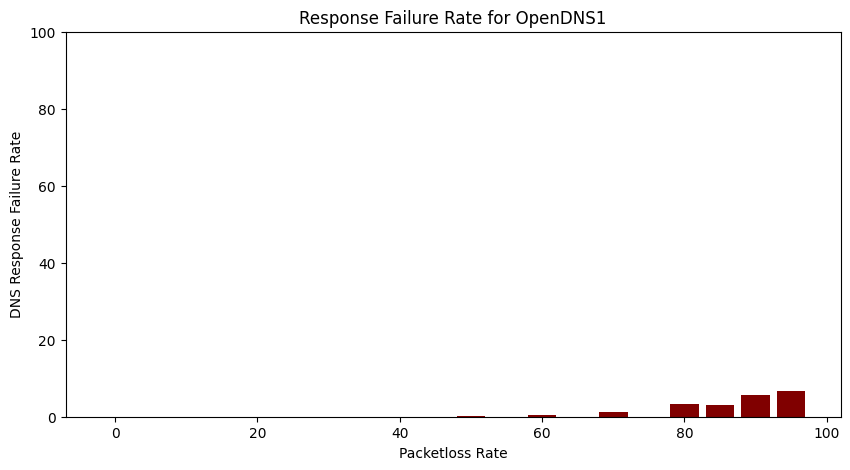 Response Failure Rate for OpenDNS1
100
80
60
40
20
0
DNS Response Failure Rate
0 20 40 60 80 100
Packetloss Rate